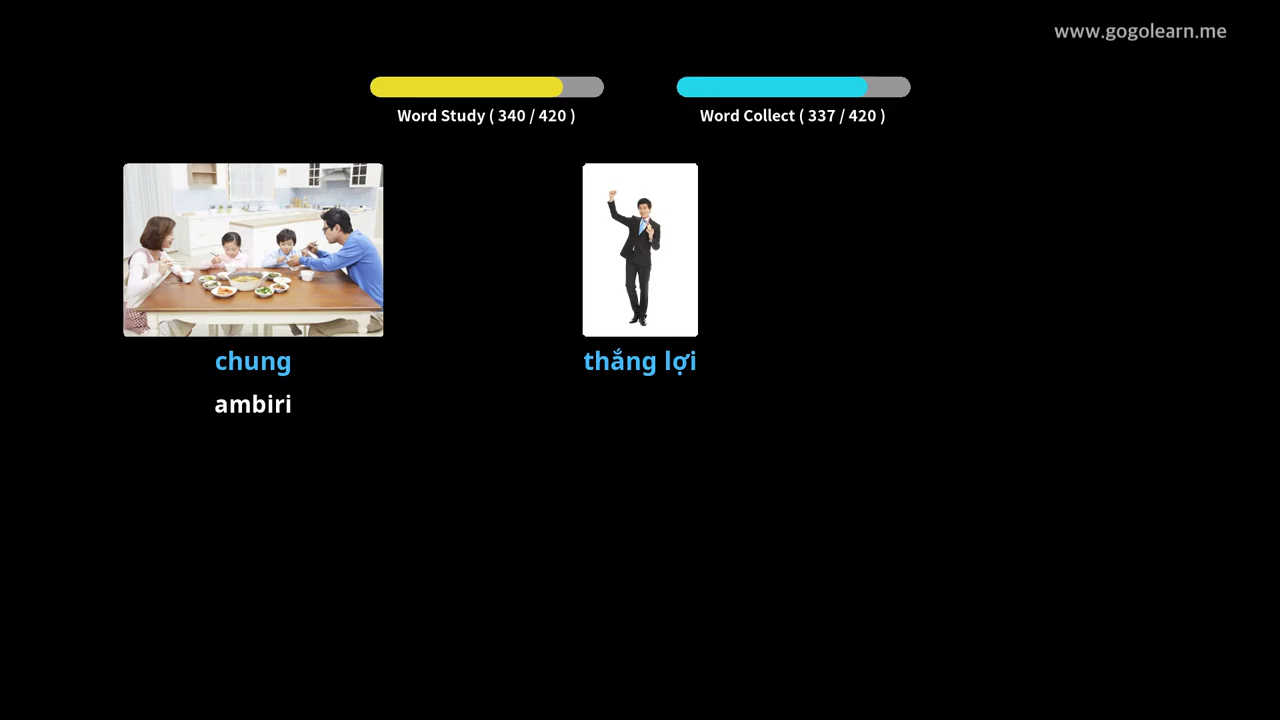 www.gogolearn.me
Word Study ( 340 / 420 )
Word Collect ( 337 / 420 )
chung
thắng lợi
ambiri